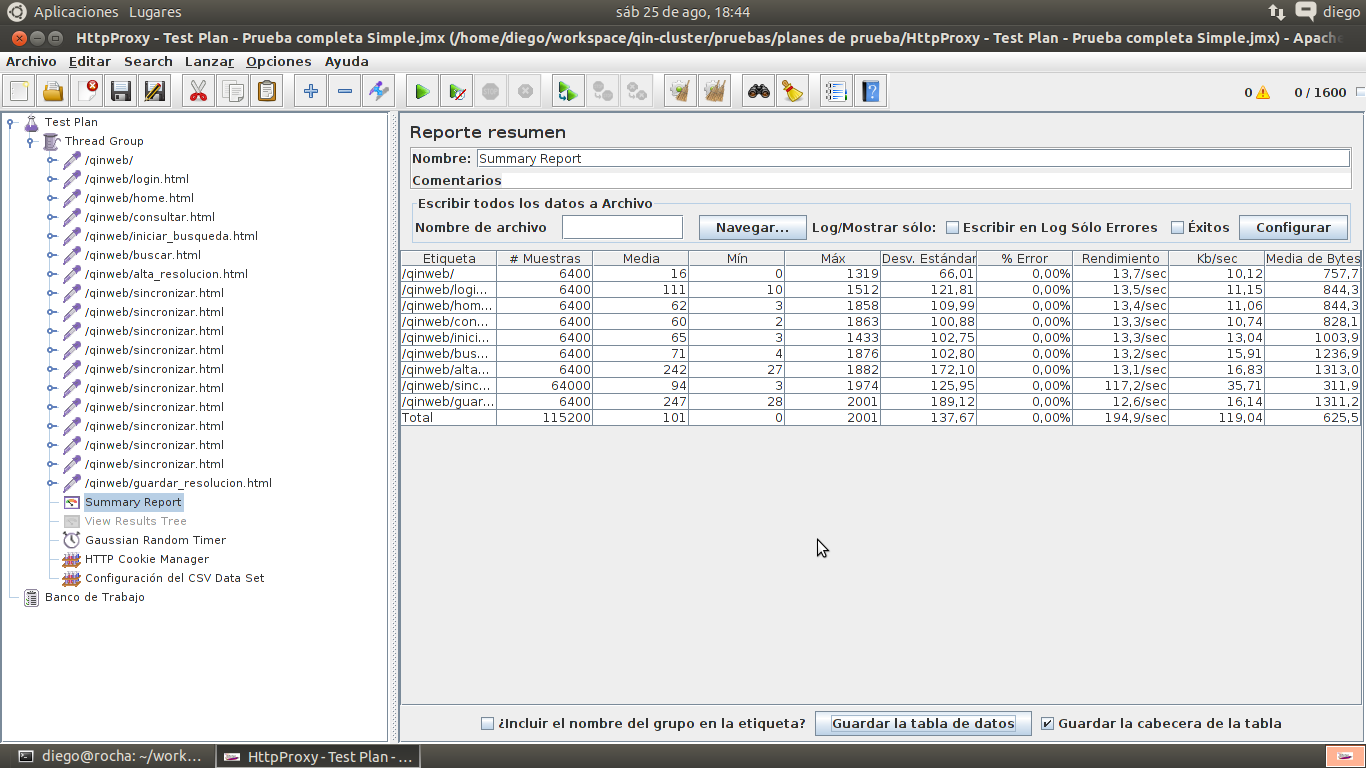 Aplicaciones Lugares sáb 25 de ago, 18:44 diego
HttpProxy - Test Plan - Prueba completa Simple.jmx (/home/diego/workspace/qin-cluster/pruebas/planes de prueba/HttpProxy - Test Plan - Prueba completa Simple.jmx) - Apache
Archivo Editar Search Lanzar Opciones Ayuda
0 0 / 1600
Test Plan
Thread Group
/qinweb/
/qinweb/login.html
/qinweb/home.html
/qinweb/consultar.html
/qinweb/iniciar_busqueda.html
/qinweb/buscar.html
/qinweb/alta_resolucion.html
/qinweb/sincronizar.html
/qinweb/sincronizar.html
/qinweb/sincronizar.html
/qinweb/sincronizar.html
/qinweb/sincronizar.html
/qinweb/sincronizar.html
/qinweb/sincronizar.html
/qinweb/sincronizar.html
/qinweb/sincronizar.html
/qinweb/sincronizar.html
/qinweb/guardar_resolucion.html
Summary Report
View Results Tree
Gaussian Random Timer
HTTP Cookie Manager
Configuración del CSV Data Set
Banco de Trabajo
Reporte resumen
Nombre: Summary Report
Comentarios
Escribir todos los datos a Archivo
Nombre de archivo Navegar... Log/Mostrar sólo: Escribir en Log Sólo Errores Éxitos Configurar
Etiqueta # Muestras Media Mín Máx Desv. Estándar % Error Rendimiento Kb/sec Media de Bytes
/qinweb/ 6400 16 0 1319 66,01 0,00% 13,7/sec 10,12 757,7
/qinweb/logi... 6400 111 10 1512 121,81 0,00% 13,5/sec 11,15 844,3
/qinweb/hom... 6400 62 3 1858 109,99 0,00% 13,4/sec 11,06 844,3
/qinweb/con... 6400 60 2 1863 100,88 0,00% 13,3/sec 10,74 828,1
/qinweb/inici... 6400 65 3 1433 102,75 0,00% 13,3/sec 13,04 1003,9
/qinweb/bus... 6400 71 4 1876 102,80 0,00% 13,2/sec 15,91 1236,9
/qinweb/alta... 6400 242 27 1882 172,10 0,00% 13,1/sec 16,83 1313,0
/qinweb/sinc... 64000 94 3 1974 125,95 0,00% 117,2/sec 35,71 311,9
/qinweb/guar... 6400 247 28 2001 189,12 0,00% 12,6/sec 16,14 1311,2
Total 115200 101 0 2001 137,67 0,00% 194,9/sec 119,04 625,5
¿Incluir el nombre del grupo en la etiqueta? Guardar la tabla de datos Guardar la cabecera de la tabla
diego@rocha: ~/work... HttpProxy - Test Plan - ...